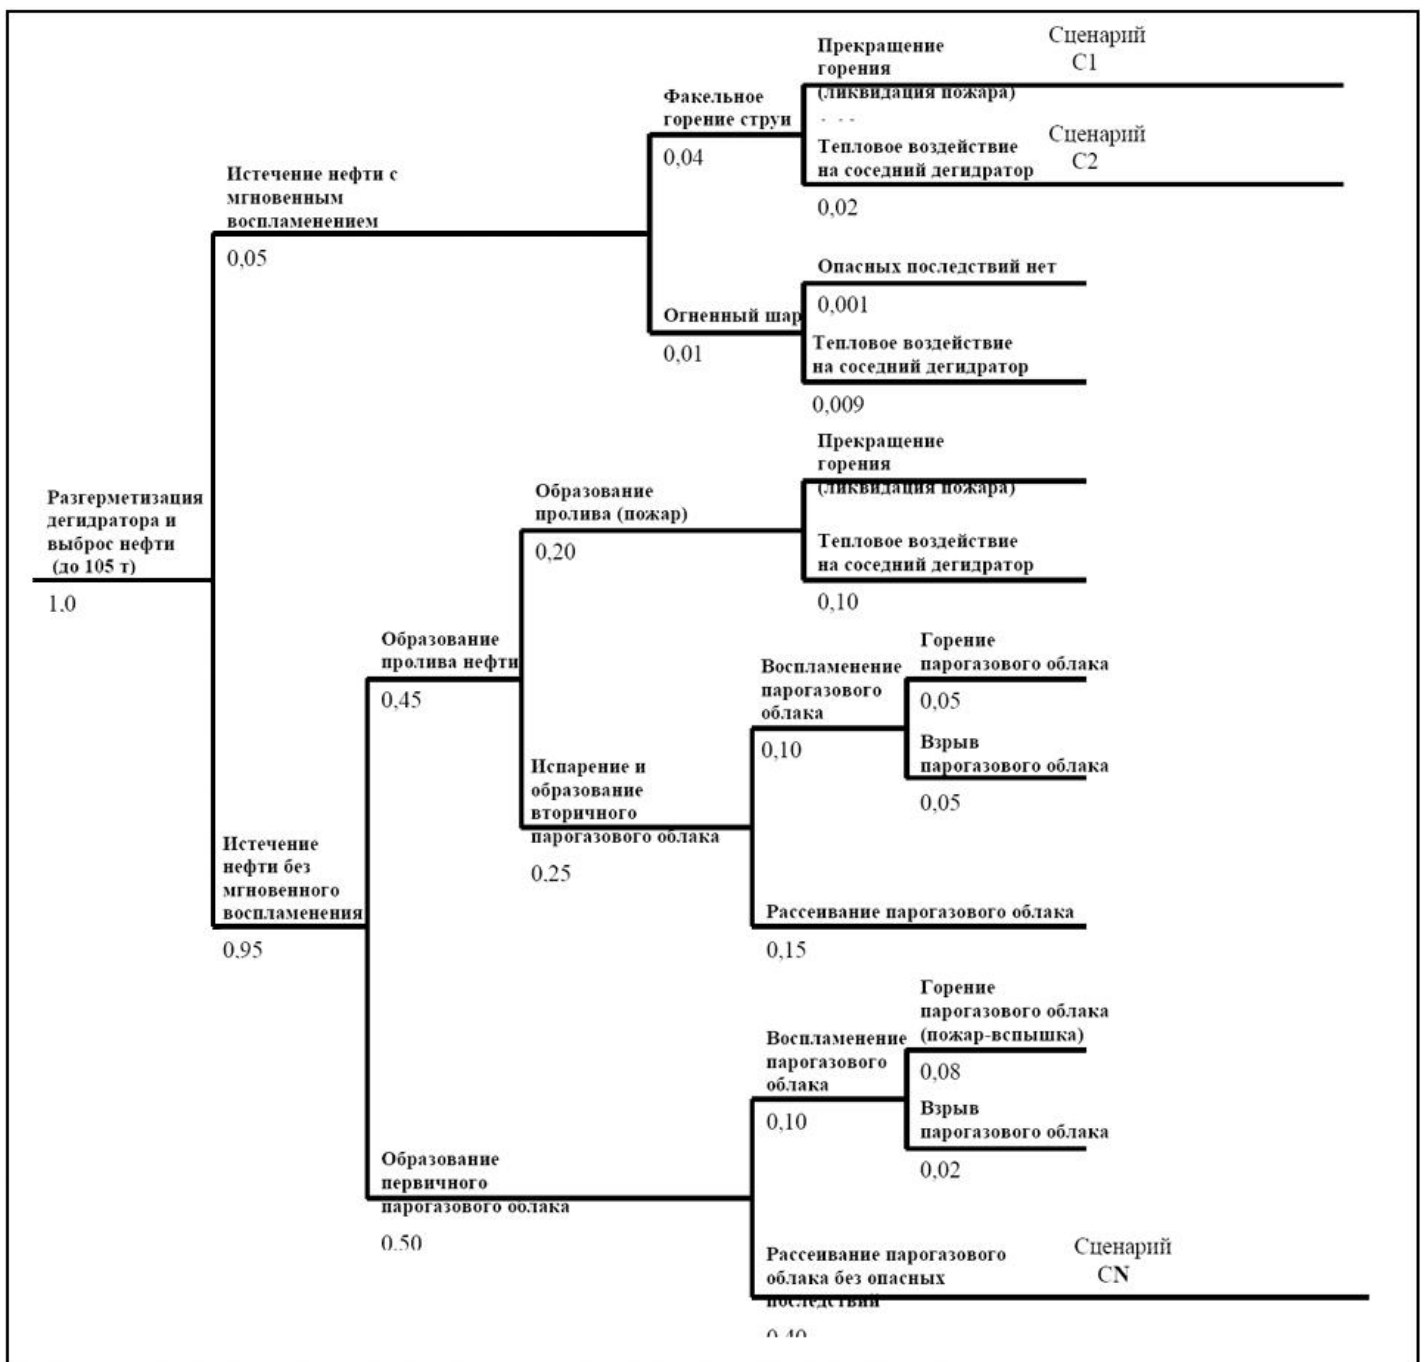 Сценарий
С1
Прекращение
горения
(ликвидация пожара)
Факельное
горение струи
0,04
Сценарий
С2
Тепловое воздействие
на соседний дегидратор
0,02
Истечение нефти с
мгновенным
воспламенением
0,05
Опасных последствий нет
0,001
Огненный шар
0,01
Тепловое воздействие
на соседний дегидратор
0,009
Прекращение
горения
(ликвидация пожара)
Образование
пролива (пожар)
0,20
Разгерметизация
дегидратора и
выброс нефти
(до 105 т)
1,0
Тепловое воздействие
на соседний дегидратор
0,10
Образование
пролива нефти
0,45
Горение
парогазового облака
0,05
Воспламенение
парогазового
облака
0,10
Взрыв
парогазового облака
0,05
Испарение и
образование
вторичного
парогазового облака
0,25
Истечение
нефти без
мгновенного
воспламенения
0,95
Рассеивание парогазового облака
0,15
Горение
парогазового облака
(пожар-вспышка)
0,08
Воспламенение
парогазового
облака
0,10
Взрыв
парогазового облака
0,02
Образование
первичного
парогазового облака
0,50
Сценарий
СN
Рассеивание парогазового
облака без опасных
последствий
0,40